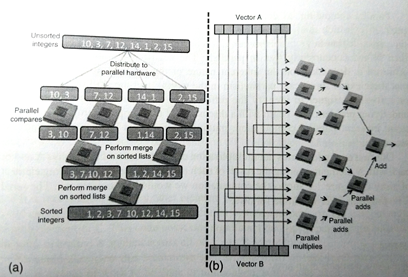 Unsorted
integers
10, 3, 7, 12, 14, 1, 2, 15
Distribute to
parallel hardware
10, 3
7, 12
14, 1
2, 15
Parallel
compares
3, 10
7, 12
1,14
2, 15
Perform merge
on sorted lists
3, 7,10, 12
1, 2, 14, 15
Perform merge
on sorted lists
Sorted
integers
1, 2, 3, 7 10, 12, 14, 15
(a)
Vector A
Add
Parallel
adds
Parallel
adds
Parallel
multiplies
Vector B
(b)